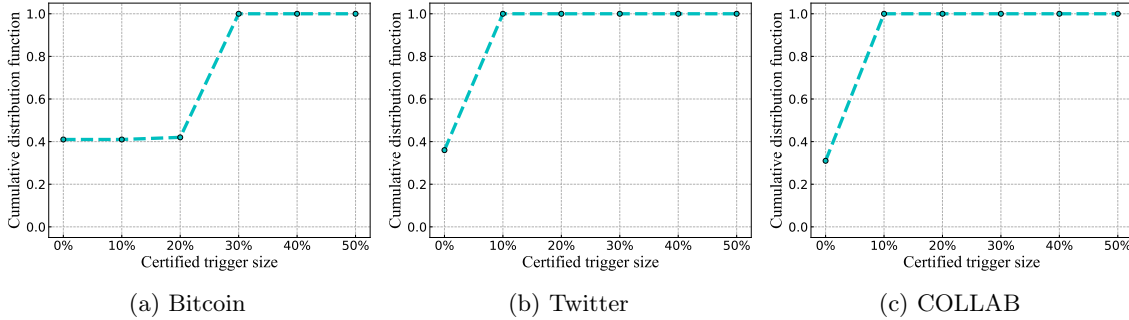 Cumulative distribution function
1.0
0.8
0.6
0.4
0.2
0.0
0% 10% 20% 30% 40% 50%
Certified trigger size
(a) Bitcoin
Cumulative distribution function
1.0
0.8
0.6
0.4
0.2
0.0
0% 10% 20% 30% 40% 50%
Certified trigger size
(b) Twitter
Cumulative distribution function
1.0
0.8
0.6
0.4
0.2
0.0
0% 10% 20% 30% 40% 50%
Certified trigger size
(c) COLLAB